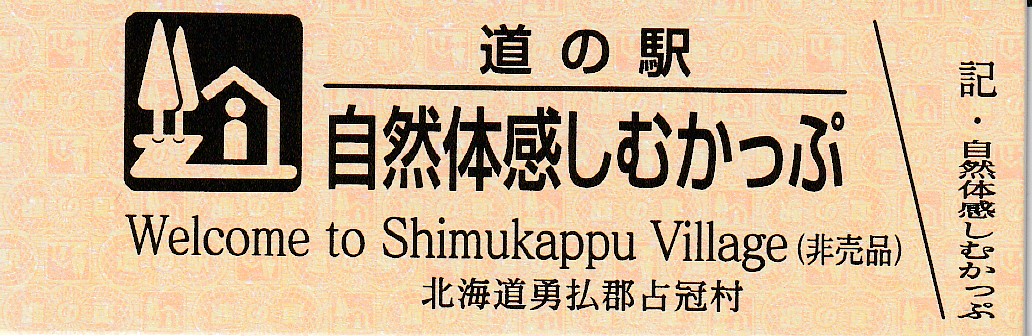 道の駅
自然体感しむかっぷ
Welcome to Shimukappu Village (非売品)
北海道勇払郡占冠村
記・自然体感しむかっぷ